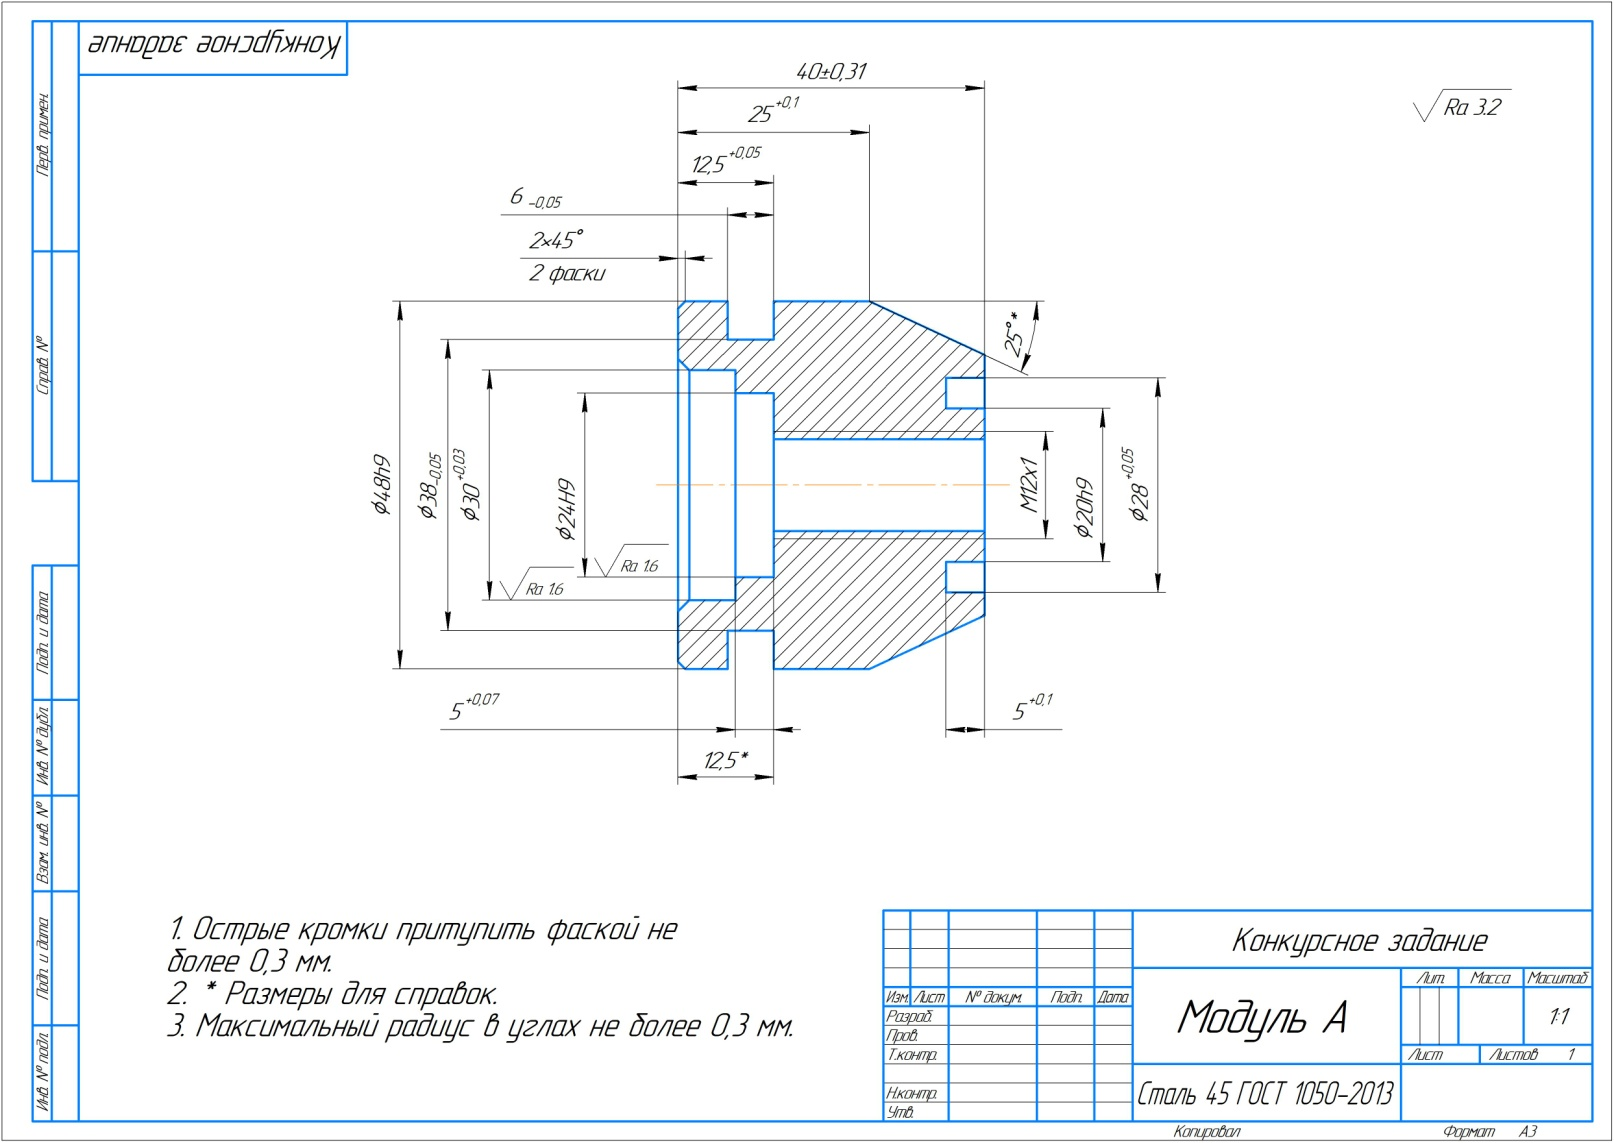 Конкурсное задание
Перв. примен.
Справ. №
Подп. и дата
Инв. № дубл.
Взам. инв. №
Подп. и дата
Инв. № подл.
Ra 3.2
40±0,31
25 +0,1
12,5 +0,05
6 -0,05
2×45°
2 фаски
25°*
ϕ48h9
ϕ38-0,05
ϕ30 +0,03
ϕ24H9
M12x1
ϕ20h9
ϕ28 +0,05
Ra 1.6
Ra 1.6
5 +0,07
5 +0,1
12,5*
1. Острые кромки притупить фаской не
более 0,3 мм.
2. * Размеры для справок.
3. Максимальный радиус в углах не более 0,3 мм.
Конкурсное задание
Лит. Масса Масштаб
Изм. Лист № докум. Подп. Дата
Разраб.
Пров.
Т.контр.
Н.контр.
Утв.
Модуль А
1:1
Лист Листов 1
Сталь 45 ГОСТ 1050-2013
Копировал Формат А3